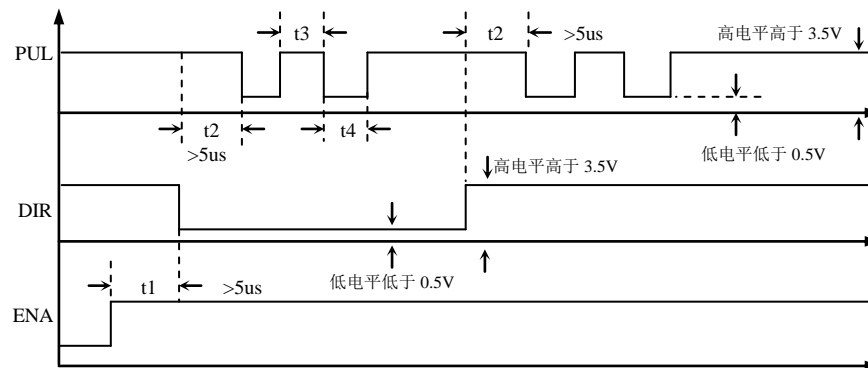 t3
t2
>5us
高电平高于 3.5V
PUL
t2
t4
>5us
低电平低于 0.5V
高电平高于 3.5V
DIR
低电平低于 0.5V
t1
>5us
ENA